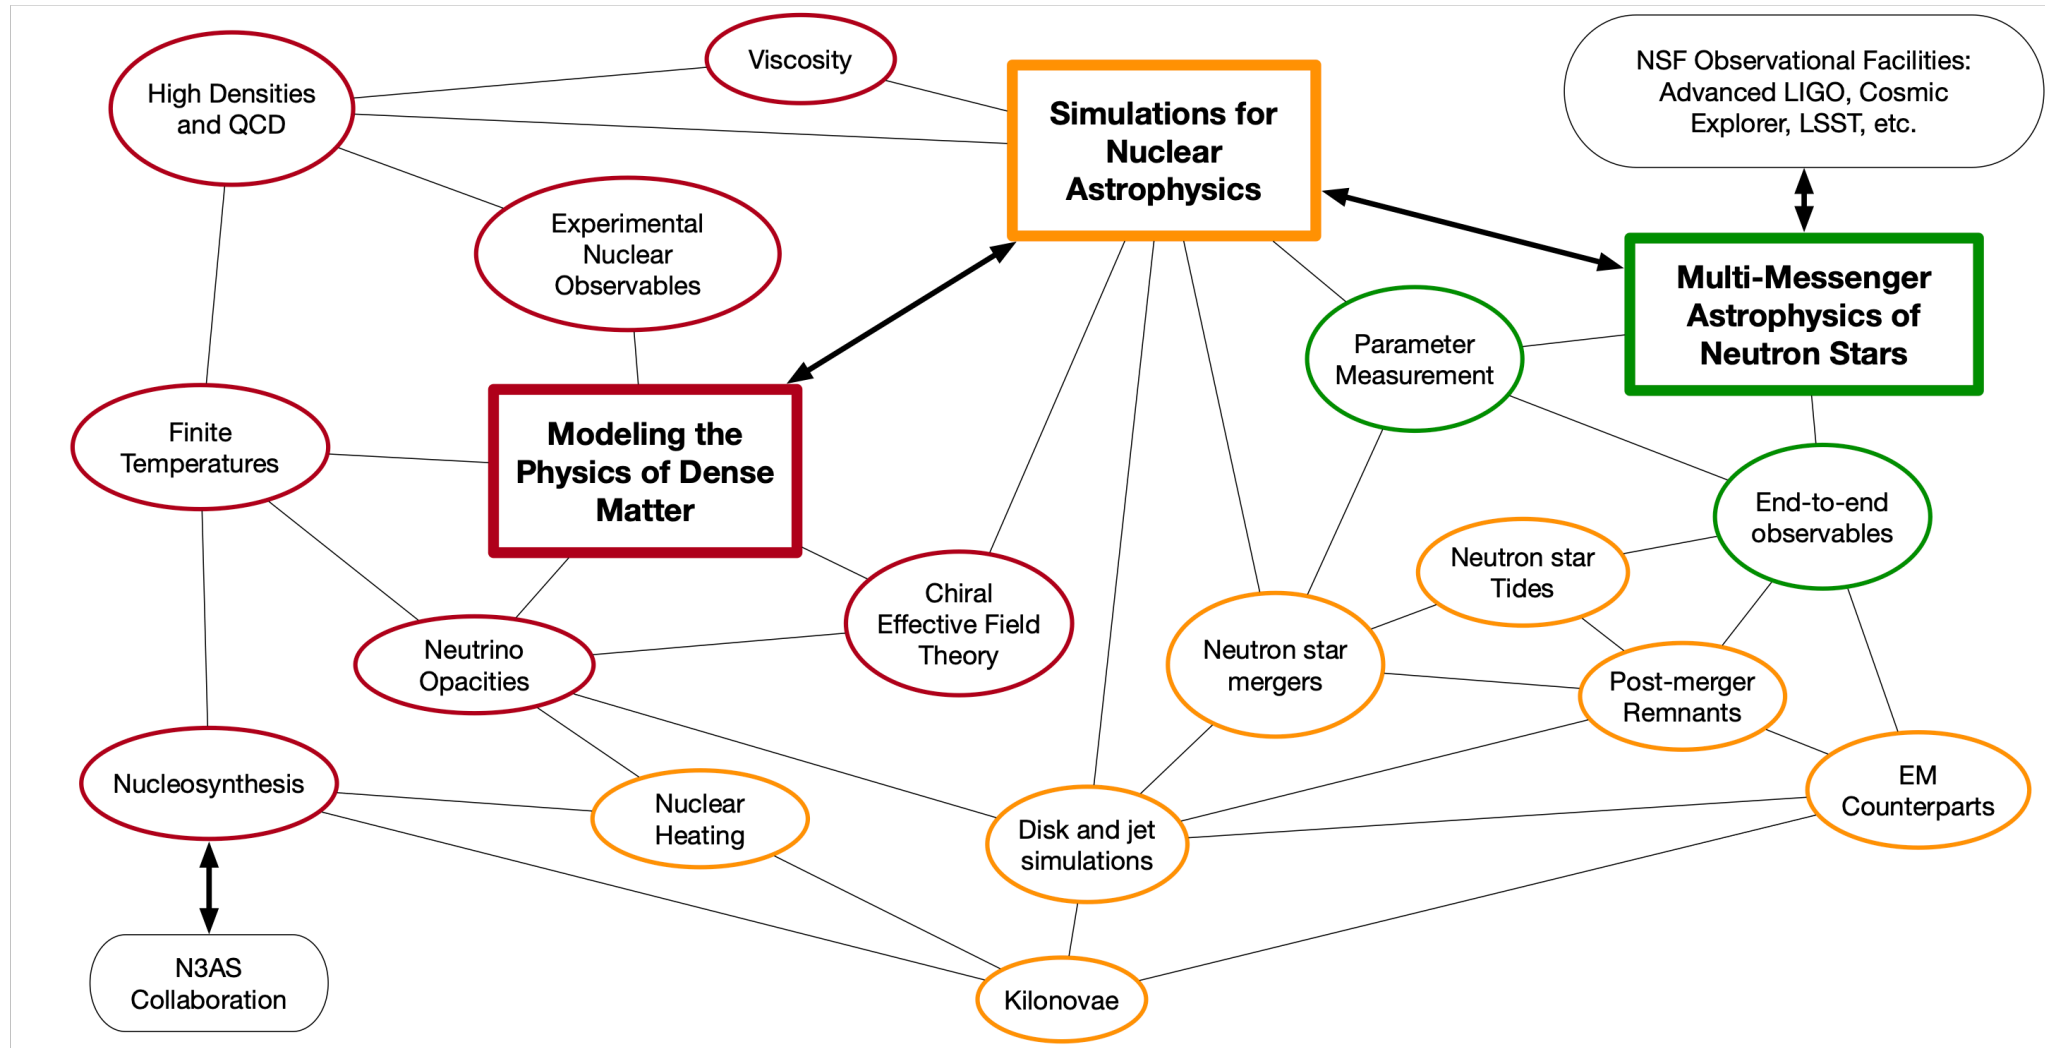 Viscosity
High Densities
and QCD
Simulations for
Nuclear
Astrophysics
NSF Observational Facilities:
Advanced LIGO, Cosmic
Explorer, LSST, etc.
Experimental
Nuclear
Observables
Multi-Messenger
Astrophysics of
Neutron Stars
Parameter
Measurement
Finite
Temperatures
Modeling the
Physics of Dense
Matter
End-to-end
observables
Neutron star
Tides
Chiral
Effective Field
Theory
Neutrino
Opacities
Neutron star
mergers
Post-merger
Remnants
Nucleosynthesis
Nuclear
Heating
Disk and jet
simulations
EM
Counterparts
N3AS
Collaboration
Kilonovae